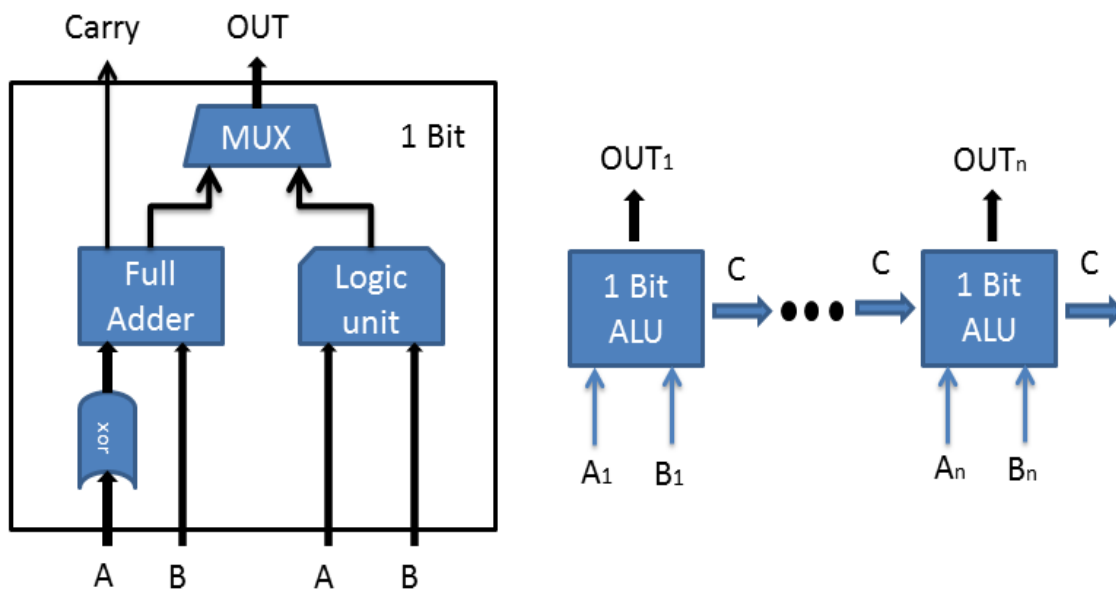 Carry
OUT
MUX
1 Bit
Full
Adder
Logic
unit
xor
A
B
A
B
OUT1
OUTn
C
C
C
1 Bit
ALU
1 Bit
ALU
A1
B1
An
Bn